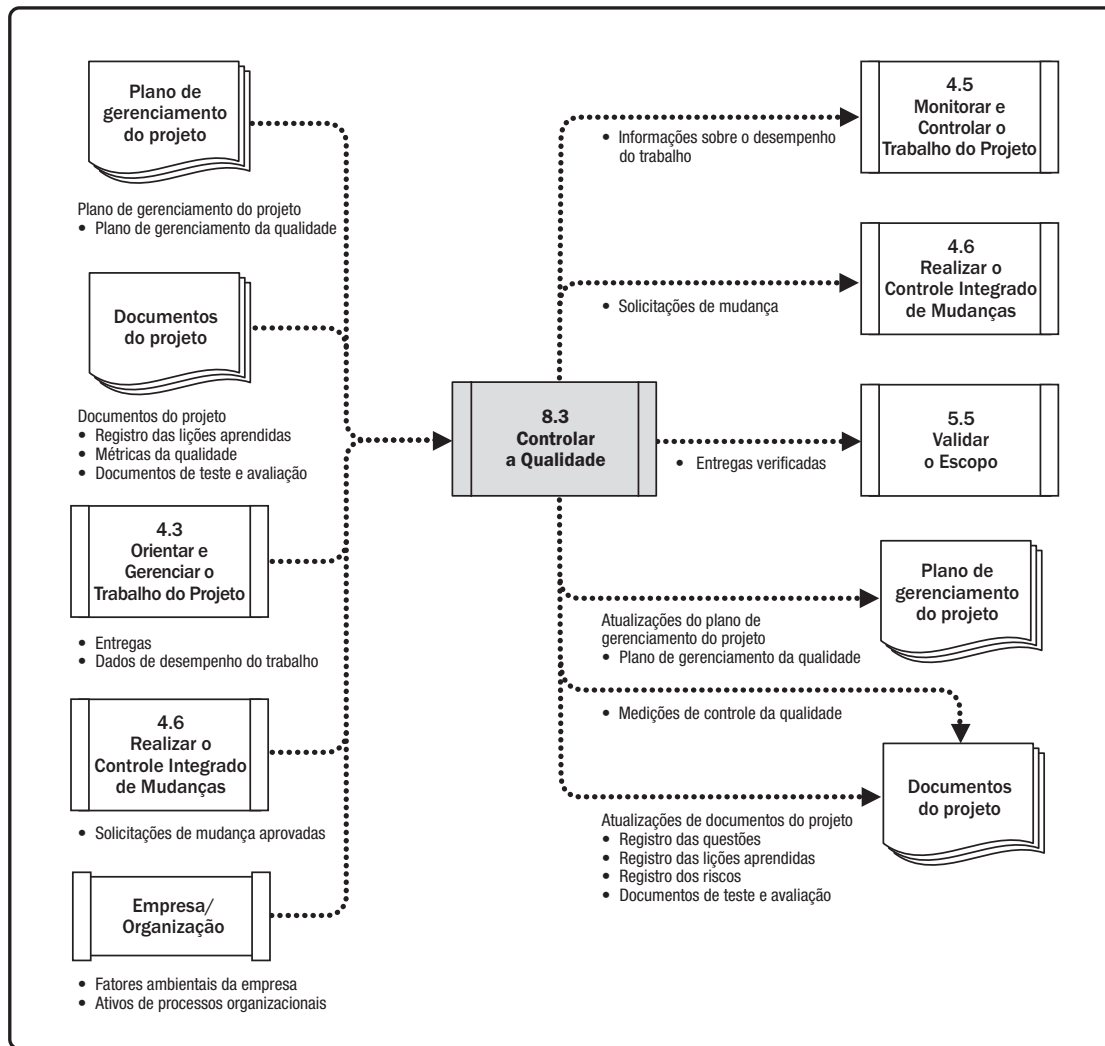 Plano de
gerenciamento
do projeto
Plano de gerenciamento do projeto
• Plano de gerenciamento da qualidade
Documentos
do projeto
Documentos do projeto
• Registro das lições aprendidas
• Métricas da qualidade
• Documentos de teste e avaliação
4.3
Orientar e
Gerenciar o
Trabalho do Projeto
• Entregas
• Dados de desempenho do trabalho
4.6
Realizar o
Controle Integrado
de Mudanças
• Solicitações de mudança aprovadas
Empresa/
Organização
• Fatores ambientais da empresa
• Ativos de processos organizacionais
8.3
Controlar
a Qualidade
• Informações sobre o desempenho
do trabalho
4.5
Monitorar e
Controlar o
Trabalho do Projeto
• Solicitações de mudança
4.6
Realizar o
Controle Integrado
de Mudanças
• Entregas verificadas
5.5
Validar
o Escopo
Atualizações do plano de
gerenciamento do projeto
• Plano de gerenciamento da qualidade
Plano de
gerenciamento
do projeto
• Medições de controle da qualidade
Documentos
do projeto
Atualizações de documentos do projeto
• Registro das questões
• Registro das lições aprendidas
• Registro dos riscos
• Documentos de teste e avaliação